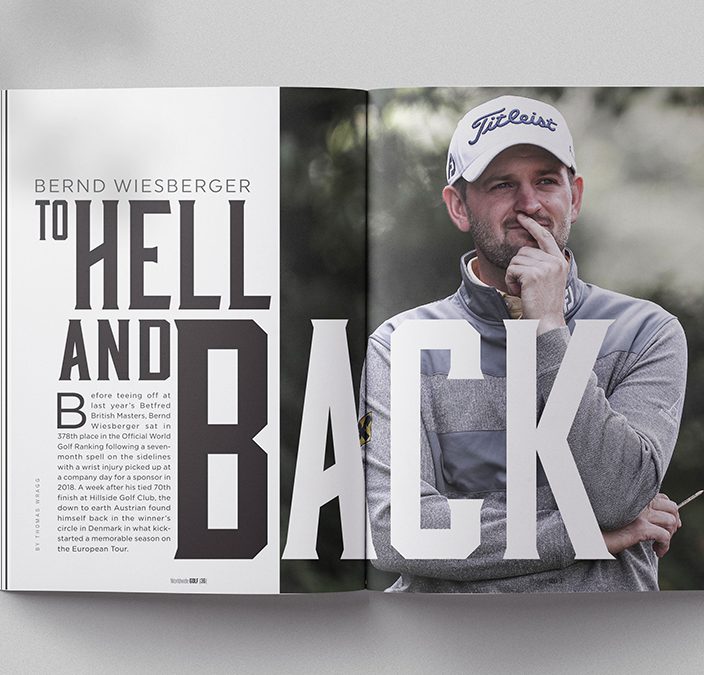 BERND WIESBERGER
TO HELL
AND BACK
Before teeing off at
last year's Betfred
British Masters, Bernd
Wiesberger sat in
378th place in the Official World
Golf Ranking following a seven-
month spell on the sidelines
with a wrist injury picked up at
a company day for a sponsor in
2018. A week after his tied 70th
finish at Hillside Golf Club, the
down to earth Austrian found
himself back in the winner's
circle in Denmark in what kick-
started a memorable season on
the European Tour.
BY THOMAS WRAGG
Titleist
Worldwide GOLF